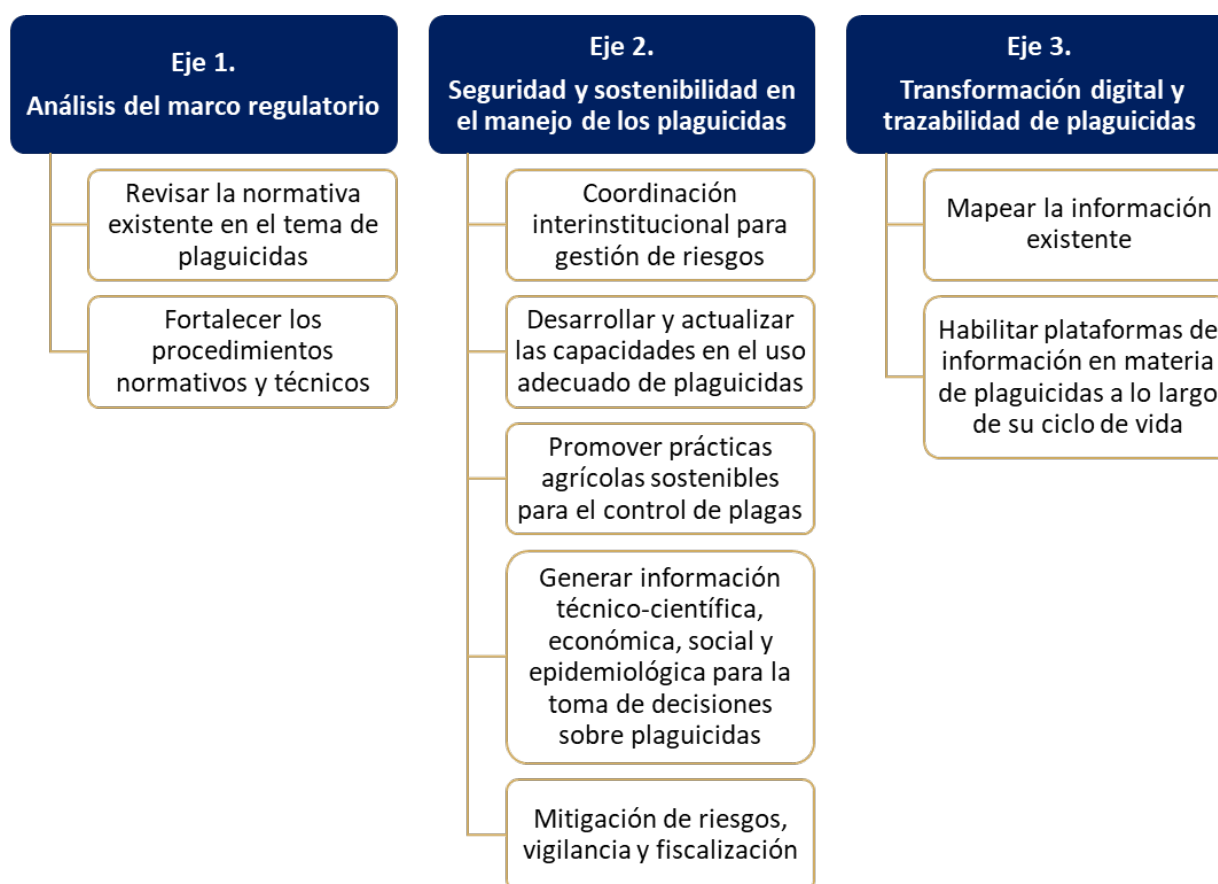 Eje 1.
Análisis del marco regulatorio
Revisar la normativa
existente en el tema de
plaguicidas
Fortalecer los
procedimientos
normativos y técnicos
Eje 2.
Seguridad y sostenibilidad en
el manejo de los plaguicidas
Coordinación
interinstitucional para
gestión de riesgos
Desarrollar y actualizar
las capacidades en el uso
adecuado de plaguicidas
Promover prácticas
agrícolas sostenibles
para el control de plagas
Generar información
técnico-científica,
económica, social y
epidemiológica para la
toma de decisiones
sobre plaguicidas
Mitigación de riesgos,
vigilancia y fiscalización
Eje 3.
Transformación digital y
trazabilidad de plaguicidas
Mapear la información
existente
Habilitar plataformas de
información en materia
de plaguicidas a lo largo
de su ciclo de vida